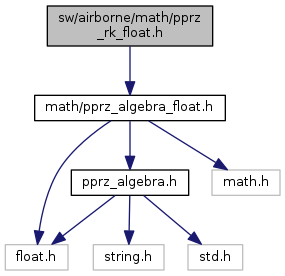 sw/airborne/math/pprz
_rk_float.h
math/pprz_algebra_float.h
pprz_algebra.h
math.h
float.h
string.h
std.h